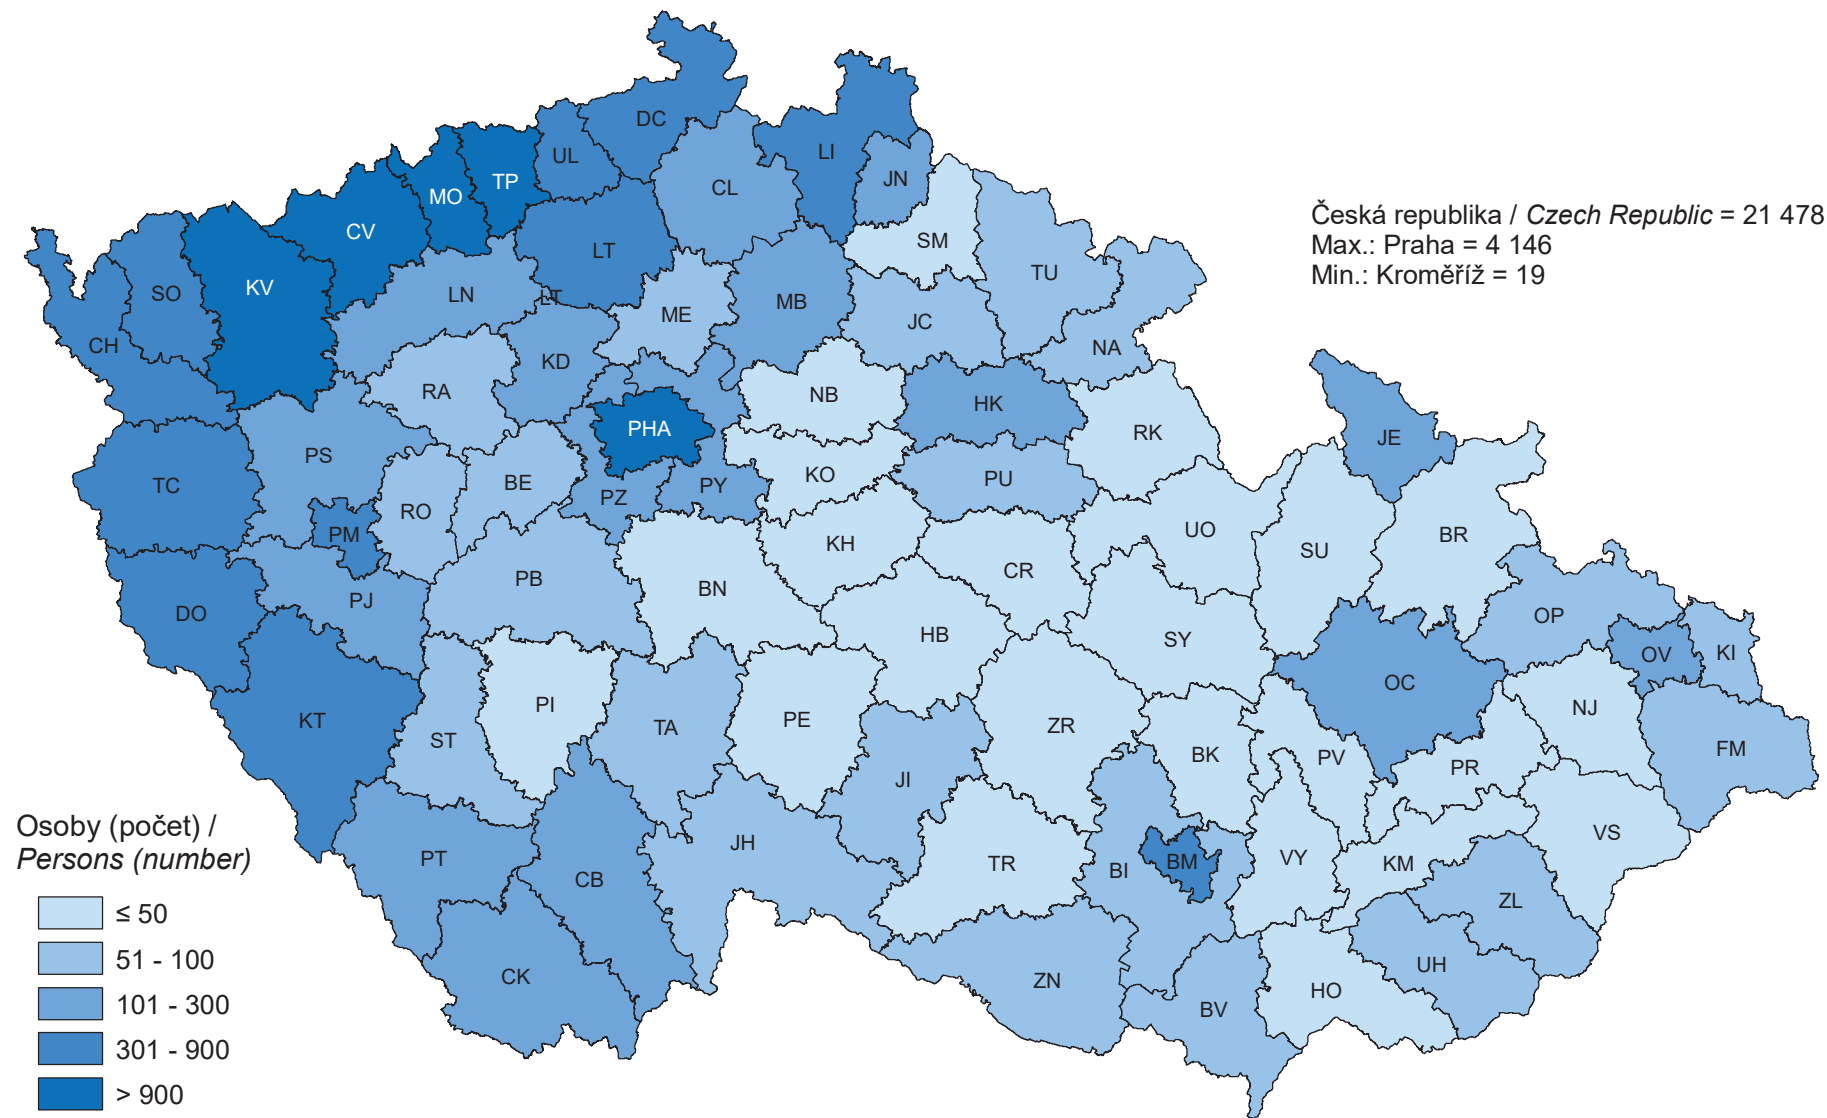 DC
UL
LI
TP
MO
CL
JN
CV
SM
Česká republika / Czech Republic = 21 478
Max.: Praha = 4 146
Min.: Kroměříž = 19
LT
TU
KV
SO
LN
LT
MB
ME
JC
CH
NA
KD
RA
NB
HK
PHA
RK
JE
PS
TC
BE
KO
PU
PY
PZ
RO
PM
UO
BR
SU
KH
CR
PB
BN
PJ
DO
HB
SY
OP
OV
KI
OC
PI
KT
TA
PE
ZR
NJ
ST
BK
PV
FM
PR
JI
Osoby (počet) /
Persons (number)
VS
JH
PT
TR
BI
BM
VY
KM
CB
ZL
≤ 50
51 - 100
UH
CK
ZN
HO
101 - 300
BV
301 - 900
> 900